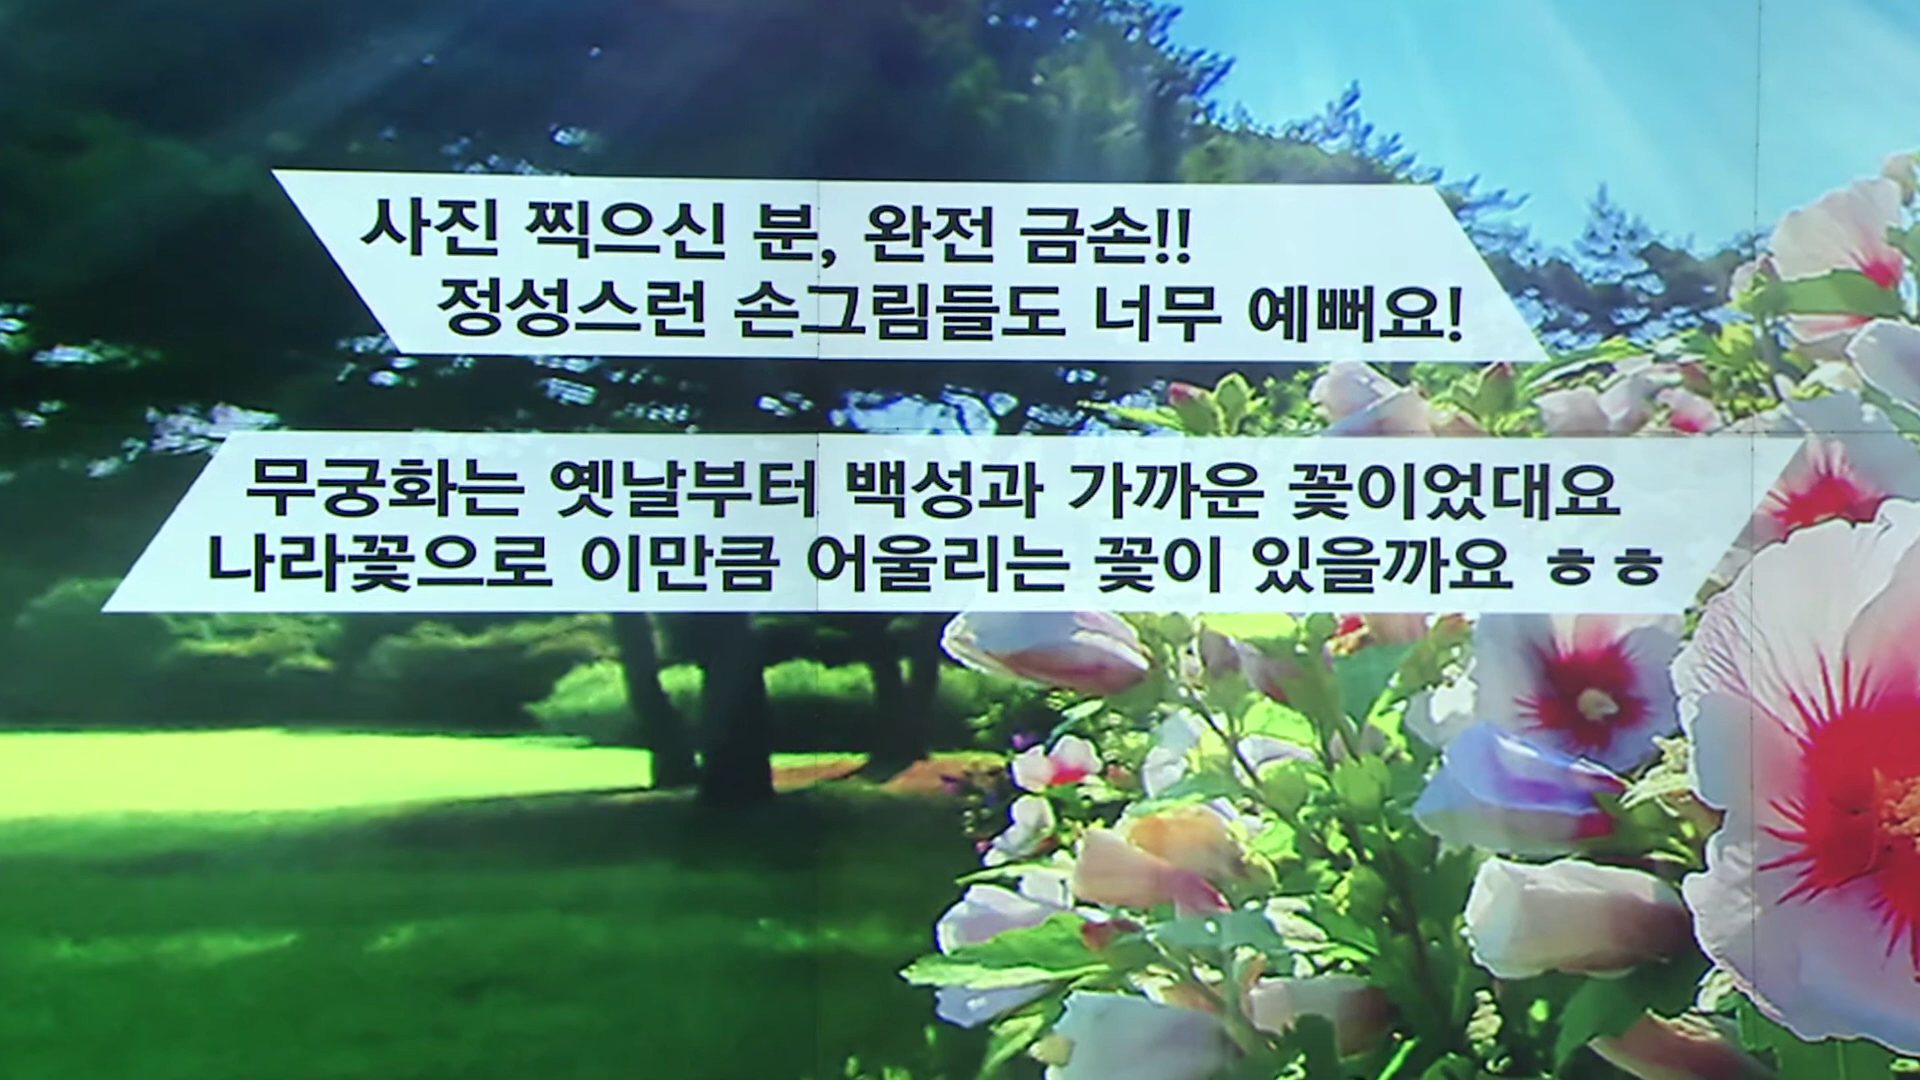 사진 찍으신 분, 완전 금손!!
정성스런 손그림들도 너무 예뻐요!
무궁화는 옛날부터 백성과 가까운 꽃이었대요
나라꽃으로 이만큼 어울리는 꽃이 있을까요 ㅎㅎ